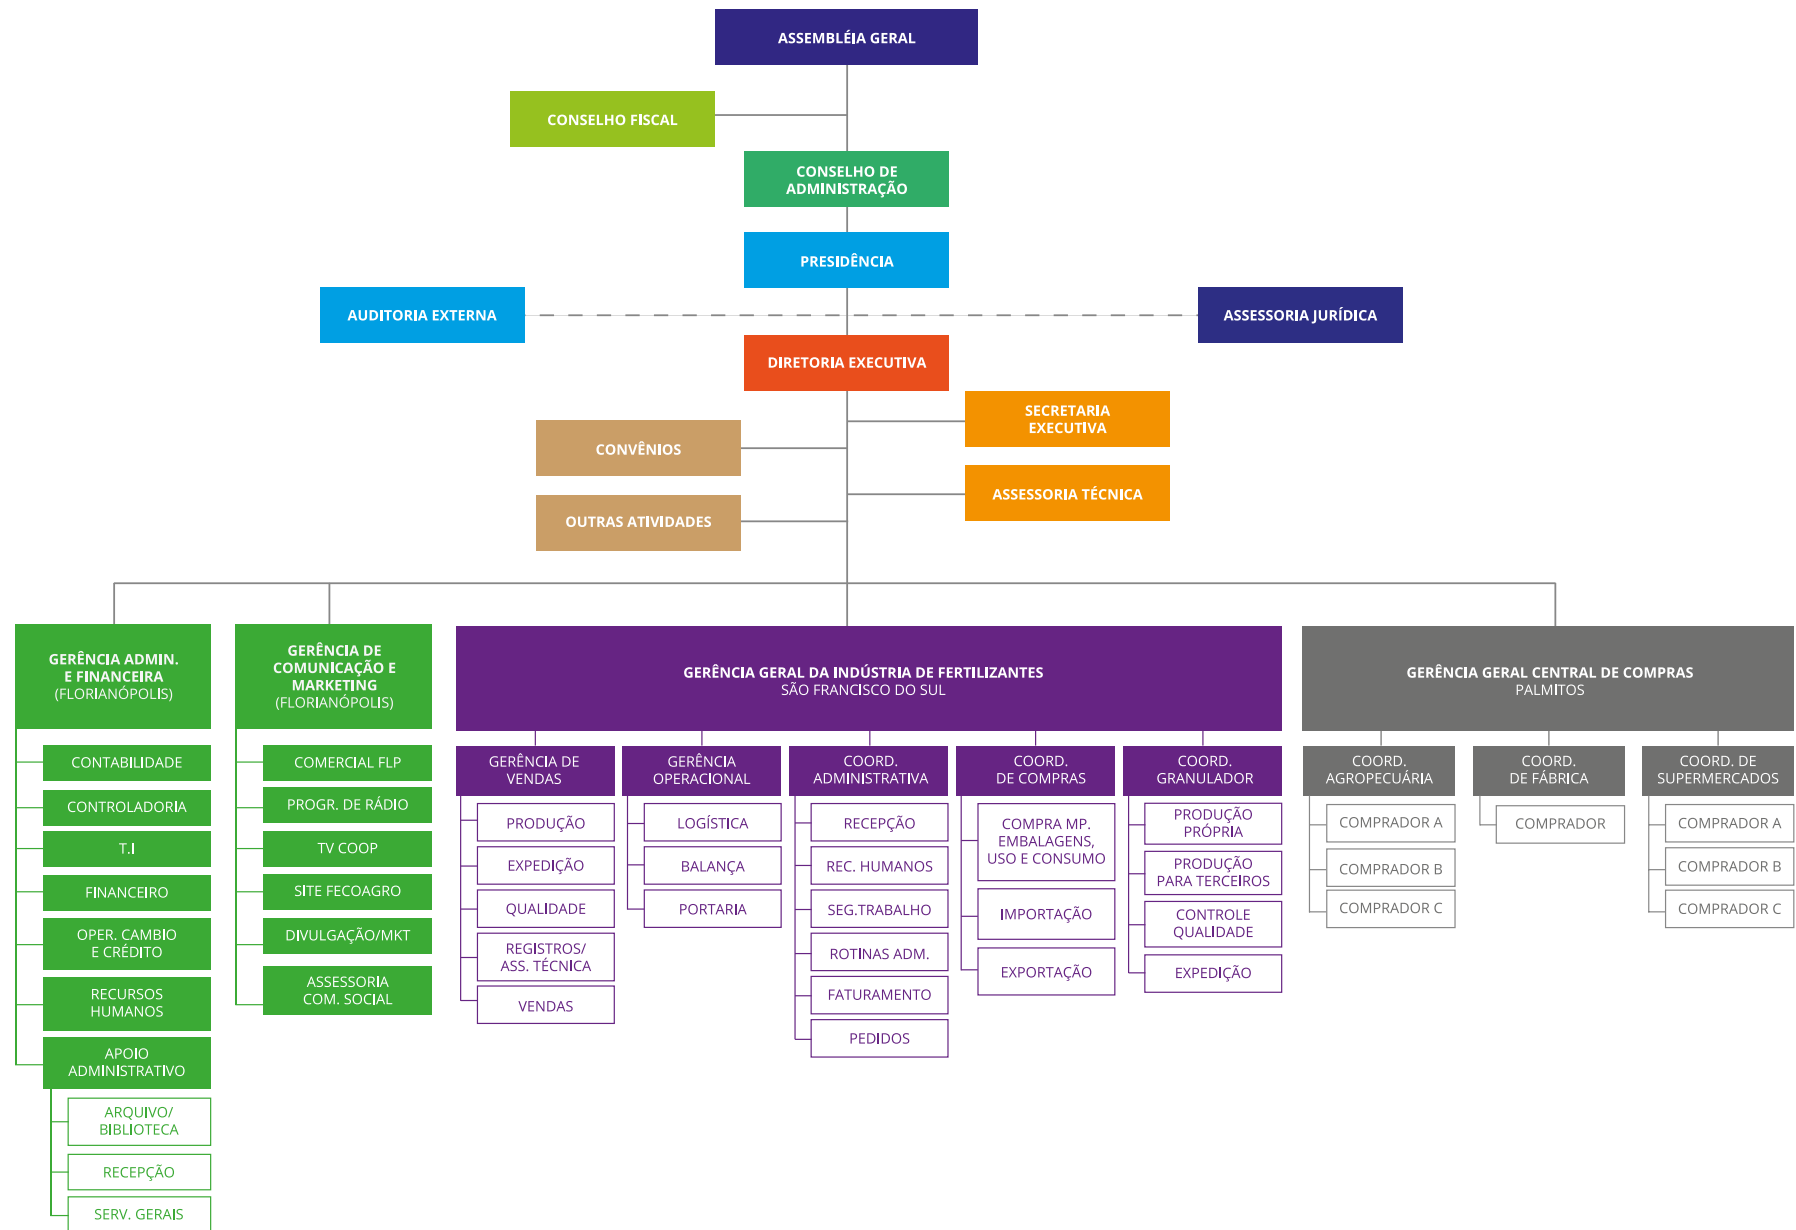 ASSEMBLÉIA GERAL
CONSELHO FISCAL
CONSELHO DE
ADMINISTRAÇÃO
PRESIDÊNCIA
AUDITORIA EXTERNA
ASSESSORIA JURÍDICA
DIRETORIA EXECUTIVA
SECRETARIA
EXECUTIVA
CONVÊNIOS
ASSESSORIA TÉCNICA
OUTRAS ATIVIDADES
GERÊNCIA ADMIN.
E FINANCEIRA
(FLORIANÓPOLIS)
CONTABILIDADE
CONTROLADORIA
T.I
FINANCEIRO
OPER. CAMBIO
E CRÉDITO
RECURSOS
HUMANOS
APOIO
ADMINISTRATIVO
ARQUIVO/
BIBLIOTECA
RECEPÇÃO
SERV. GERAIS
GERÊNCIA DE
COMUNICAÇÃO E
MARKETING
(FLORIANÓPOLIS)
COMERCIAL FLP
PROGR. DE RÁDIO
TV COOP
SITE FECOAGRO
DIVULGAÇÃO/MKT
ASSESSORIA
COM. SOCIAL
GERÊNCIA GERAL DA INDÚSTRIA DE FERTILIZANTES
SÃO FRANCISCO DO SUL
GERÊNCIA DE
VENDAS
PRODUÇÃO
EXPEDIÇÃO
QUALIDADE
REGISTROS/
ASS. TÉCNICA
VENDAS
GERÊNCIA
OPERACIONAL
LOGÍSTICA
BALANÇA
PORTARIA
COORD.
ADMINISTRATIVA
RECEPÇÃO
REC. HUMANOS
SEG.TRABALHO
ROTINAS ADM.
FATURAMENTO
PEDIDOS
COORD.
DE COMPRAS
COMPRA MP.
EMBALAGENS,
USO E CONSUMO
IMPORTAÇÃO
EXPORTAÇÃO
COORD.
GRANULADOR
PRODUÇÃO
PRÓPRIA
PRODUÇÃO
PARA TERCEIROS
CONTROLE
QUALIDADE
EXPEDIÇÃO
GERÊNCIA GERAL CENTRAL DE COMPRAS
PALMITOS
COORD.
AGROPECUÁRIA
COMPRADOR A
COMPRADOR B
COMPRADOR C
COORD.
DE FÁBRICA
COMPRADOR
COORD. DE
SUPERMERCADOS
COMPRADOR A
COMPRADOR B
COMPRADOR C